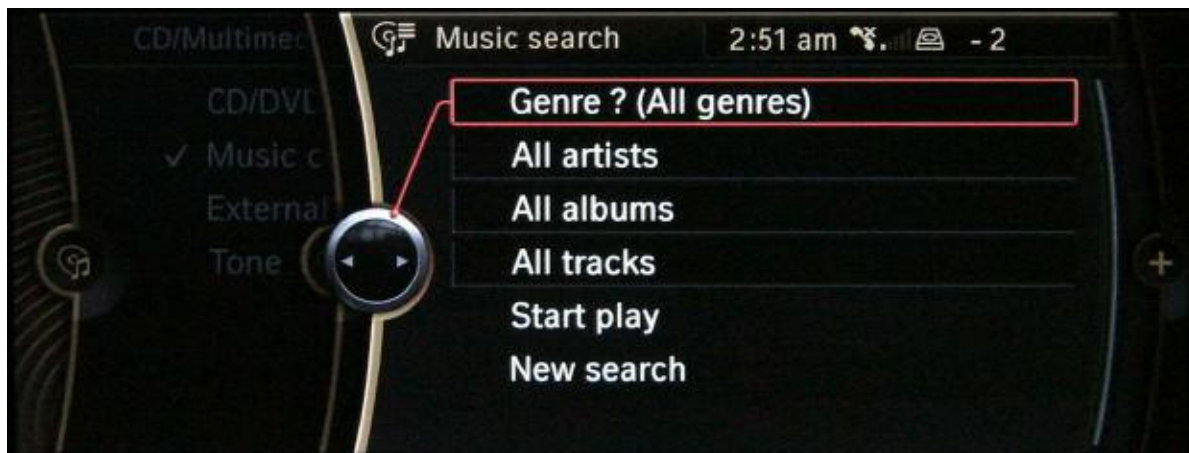 CD/Multimed
Music search 2:51 am - 2
CD/DVD
Music c
External
Tone
Genre ? (All genres)
All artists
All albums
All tracks
Start play
New search